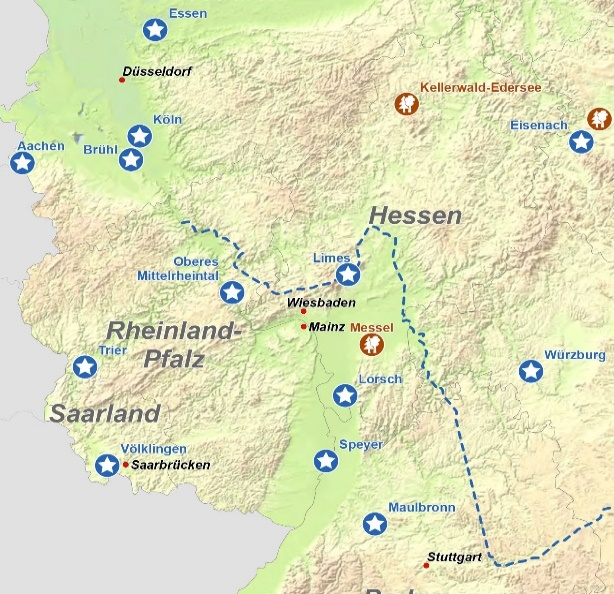 Essen
Düsseldorf
Kellerwald-Edersee
Köln
Eisenach
Aachen
Brühl
Hessen
Limes
Oberes
Mittelrheintal
Wiesbaden
Mainz
Messel
Rheinland-
Pfalz
Trier
Würzburg
Lorsch
Saarland
Speyer
Völklingen
Saarbrücken
Maulbronn
Stuttgart